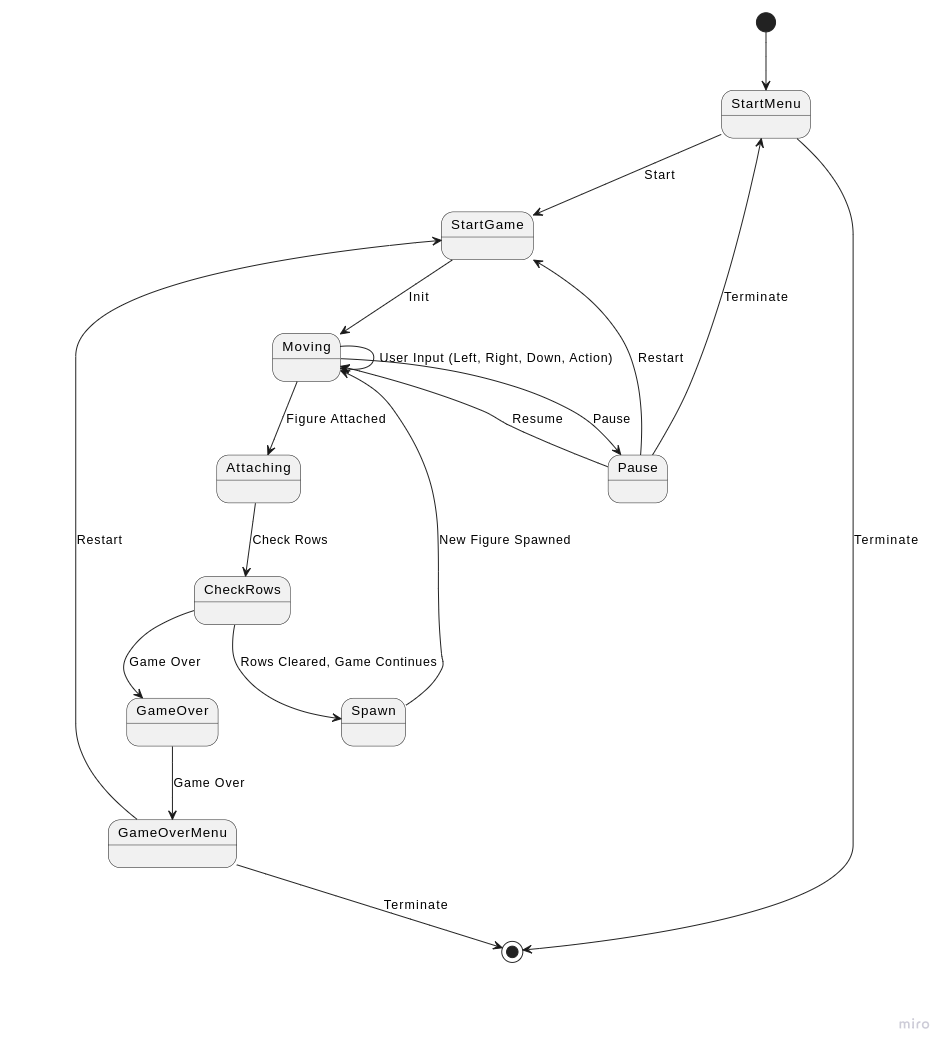 StartMenu
Start
StartGame
Init
Terminate
Moving
User Input (Left, Right, Down, Action)
Restart
Figure Attached
Resume
Pause
Attaching
Pause
Restart
Check Rows
New Figure Spawned
Terminate
CheckRows
Game Over
Rows Cleared, Game Continues
GameOver
Spawn
Game Over
GameOverMenu
Terminate
miro